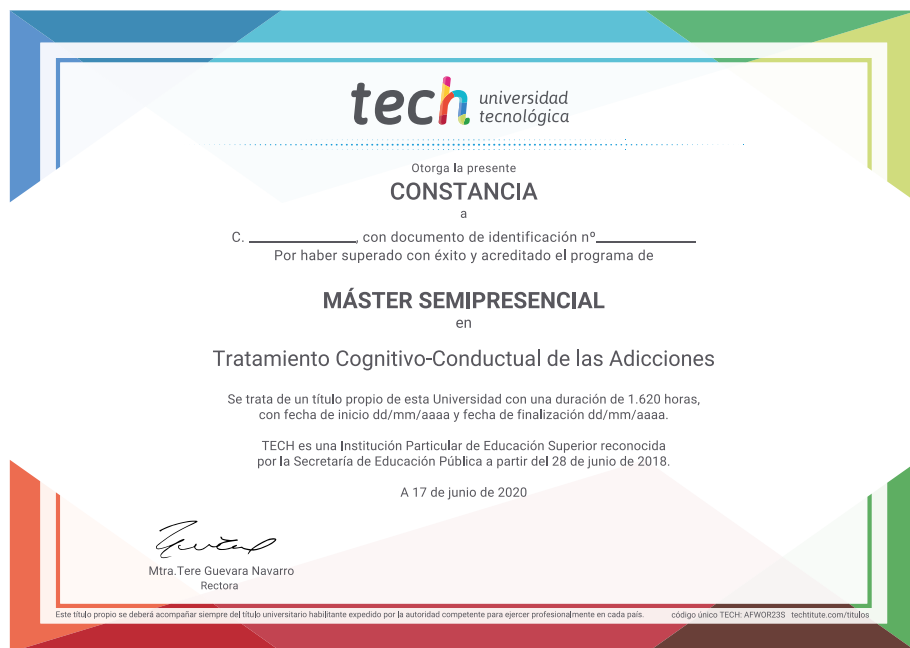 tech universidad
tecnológica
Otorga la presente
CONSTANCIA
a
C. ____________, con documento de identificación nº____________
Por haber superado con éxito y acreditado el programa de
MÁSTER SEMIPRESENCIAL
en
Tratamiento Cognitivo-Conductual de las Adicciones
Se trata de un título propio de esta Universidad con una duración de 1.620 horas,
con fecha de inicio dd/mm/aaaa y fecha de finalización dd/mm/aaaa.
TECH es una Institución Particular de Educación Superior reconocida
por la Secretaría de Educación Pública a partir del 28 de junio de 2018.
A 17 de junio de 2020
Mtra.Tere Guevara Navarro
Rectora
Este título propio se deberá acompañar siempre del título universitario habilitante expedido por la autoridad competente para ejercer profesionalmente en cada país. código único TECH: AFWOR23S techtitute.com/titulos